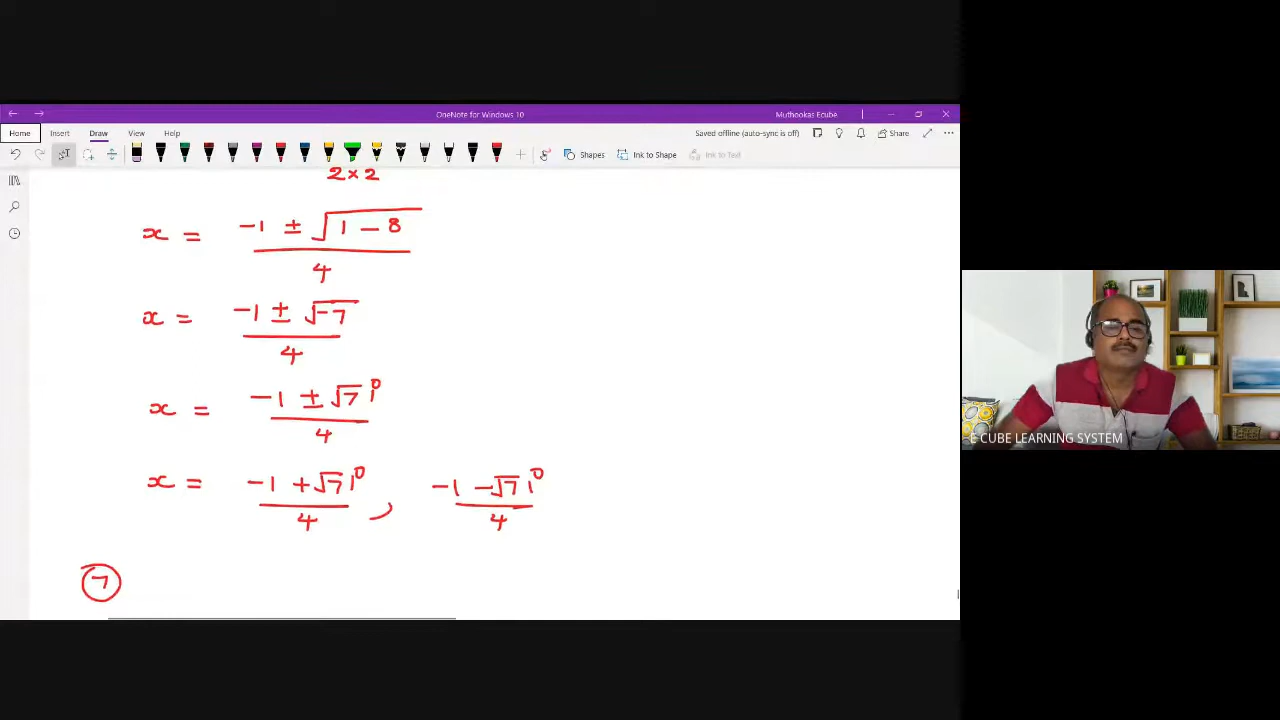 OneNote for Windows 10
Muthookas Ecube
Home Insert Draw View Help
Saved offline (auto-sync is off) Share
Shapes Ink to Shape Ink to Text
2 × 2
x = (-1 ± √(1 - 8)) / 4
x = (-1 ± √-7) / 4
x = (-1 ± √7 i) / 4
x = (-1 + √7 i) / 4 , (-1 - √7 i) / 4
7
E CUBE LEARNING SYSTEM